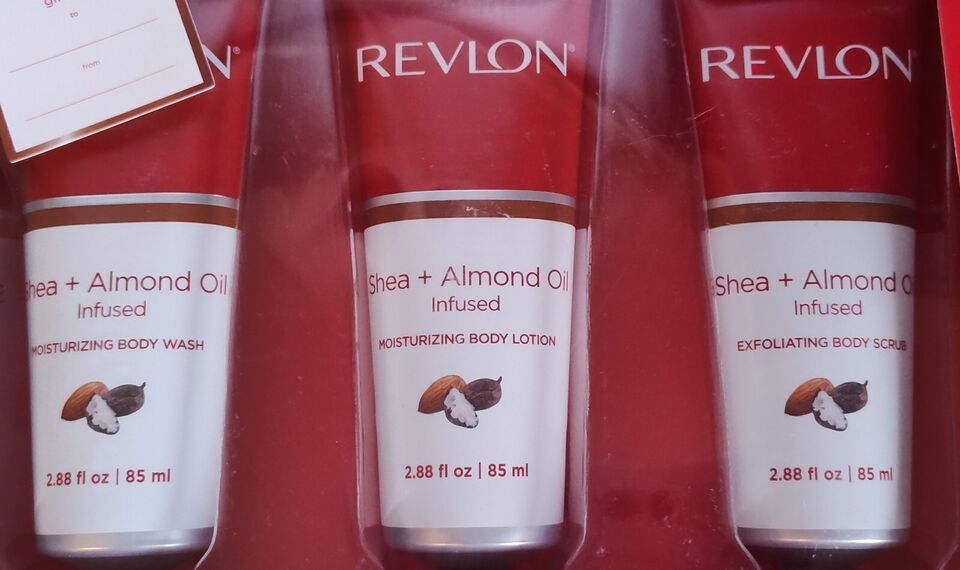 to
from
REVLON®
Shea + Almond Oil
Infused
MOISTURIZING BODY WASH
2.88 fl oz | 85 ml
REVLON®
Shea + Almond Oil
Infused
MOISTURIZING BODY LOTION
2.88 fl oz | 85 ml
REVLON
Shea + Almond O
Infused
EXFOLIATING BODY SCRUB
2.88 fl oz | 85 ml